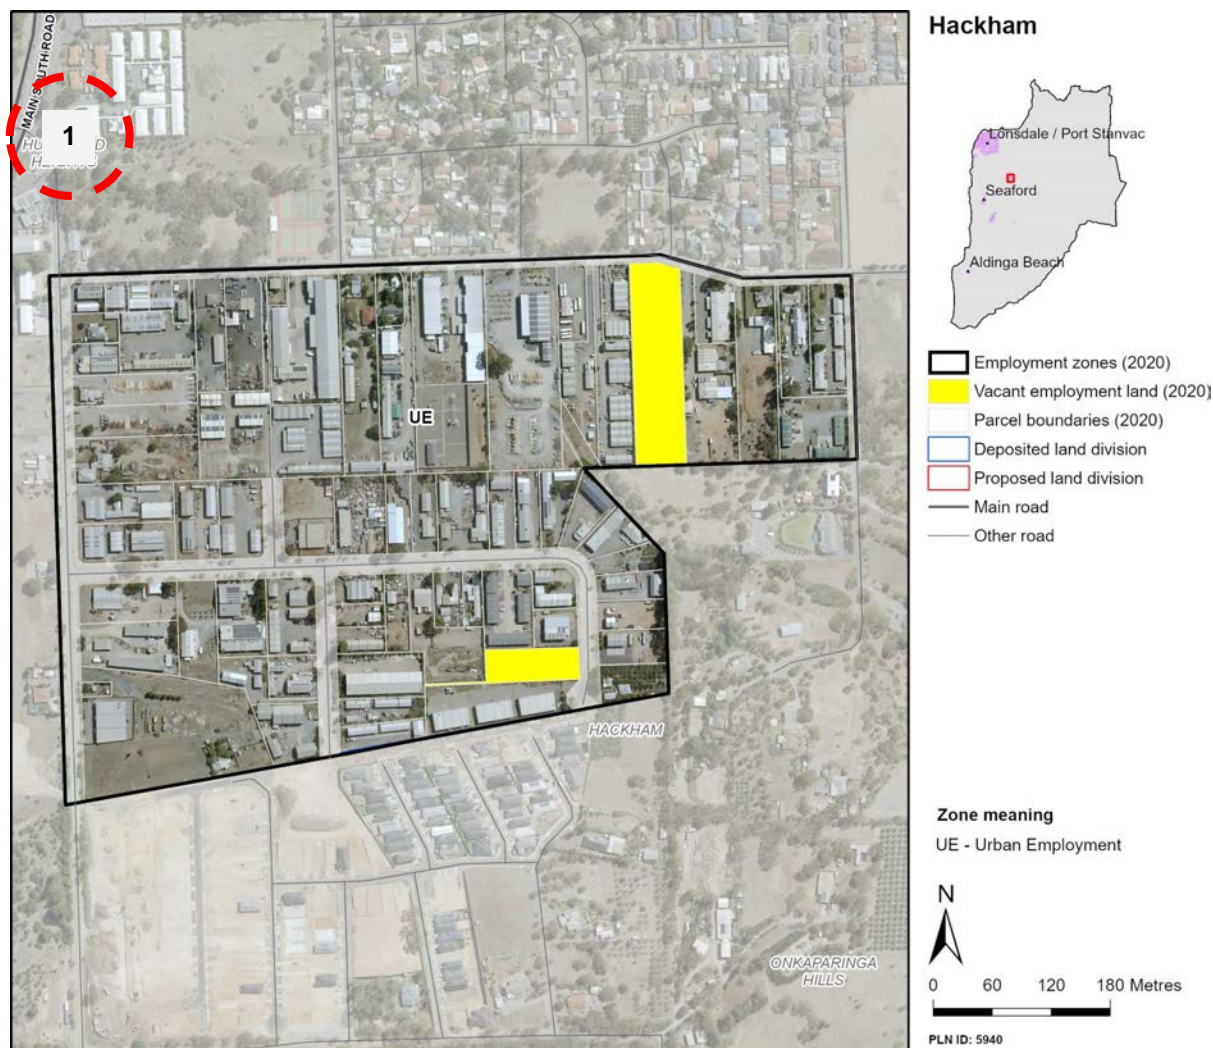 Hackham
MAIN SOUTH ROAD
1
HEIGHTS
UE
HACKHAM
ONKAPARINGA
HILLS
Lonsdale / Port Stanvac
Seaford
Aldinga Beach
Employment zones (2020)
Vacant employment land (2020)
Parcel boundaries (2020)
Deposited land division
Proposed land division
Main road
Other road
Zone meaning
UE - Urban Employment
N
0 60 120 180 Metres
PLN ID: 5940